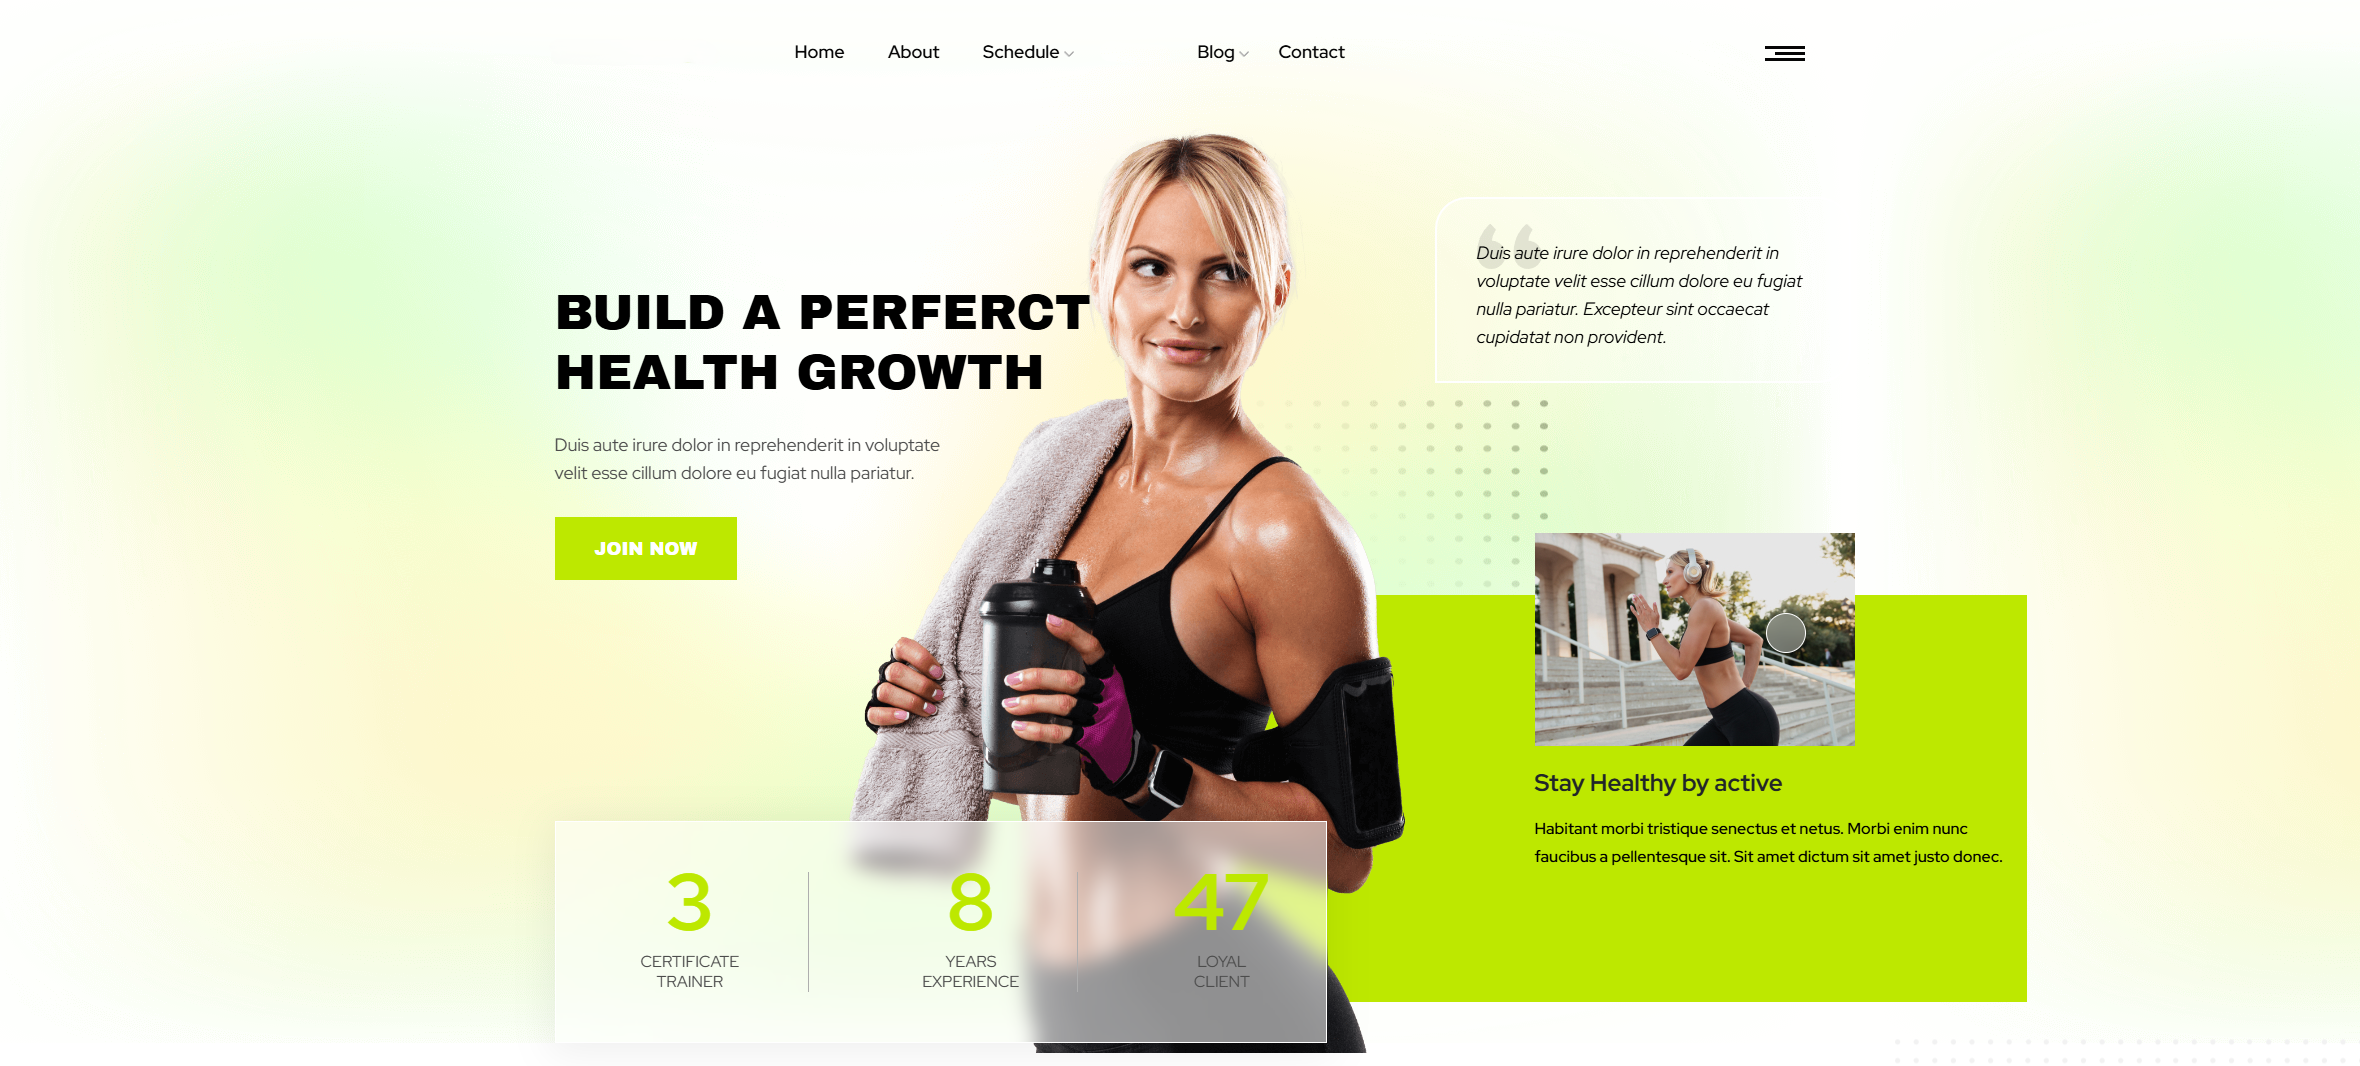 Home About Schedule Blog Contact
BUILD A PERFERCT
HEALTH GROWTH
Duis aute irure dolor in reprehenderit in voluptate
velit esse cillum dolore eu fugiat nulla pariatur.
JOIN NOW
Duis aute irure dolor in reprehenderit in
voluptate velit esse cillum dolore eu fugiat
nulla pariatur. Excepteur sint occaecat
cupidatat non provident.
Stay Healthy by active
Habitant morbi tristique senectus et netus. Morbi enim nunc
faucibus a pellentesque sit. Sit amet dictum sit amet justo donec.
3
CERTIFICATE
TRAINER
8
YEARS
EXPERIENCE
47
LOYAL
CLIENT